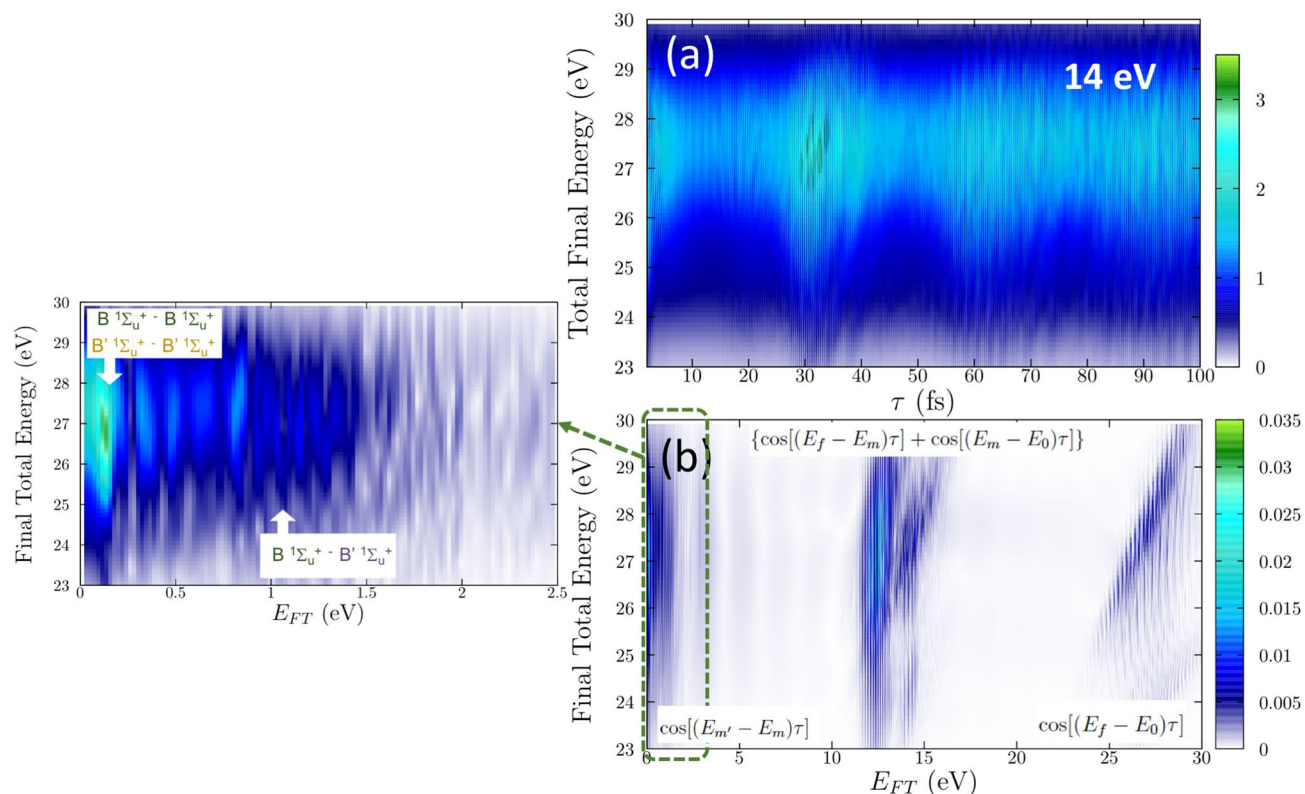 (a)
14 eV
Total Final Energy (eV)
30
29
28
27
26
25
24
23
10 20 30 40 50 60 70 80 90 100
τ (fs)
3
2
1
0
Final Total Energy (eV)
30
29
28
27
26
25
24
23
B ¹Σᵤ⁺ - B ¹Σᵤ⁺
B' ¹Σᵤ⁺ - B' ¹Σᵤ⁺
B ¹Σᵤ⁺ - B' ¹Σᵤ⁺
0 0.5 1 1.5 2 2.5
E_{FT} (eV)
(b)
{cos[(E_f − E_m)τ] + cos[(E_m − E_0)τ]}
Final Total Energy (eV)
30
29
28
27
26
25
24
23
cos[(E_{m'} − E_m)τ]
cos[(E_f − E_0)τ]
0 5 10 15 20 25 30
E_{FT} (eV)
0.035
0.03
0.025
0.02
0.015
0.01
0.005
0